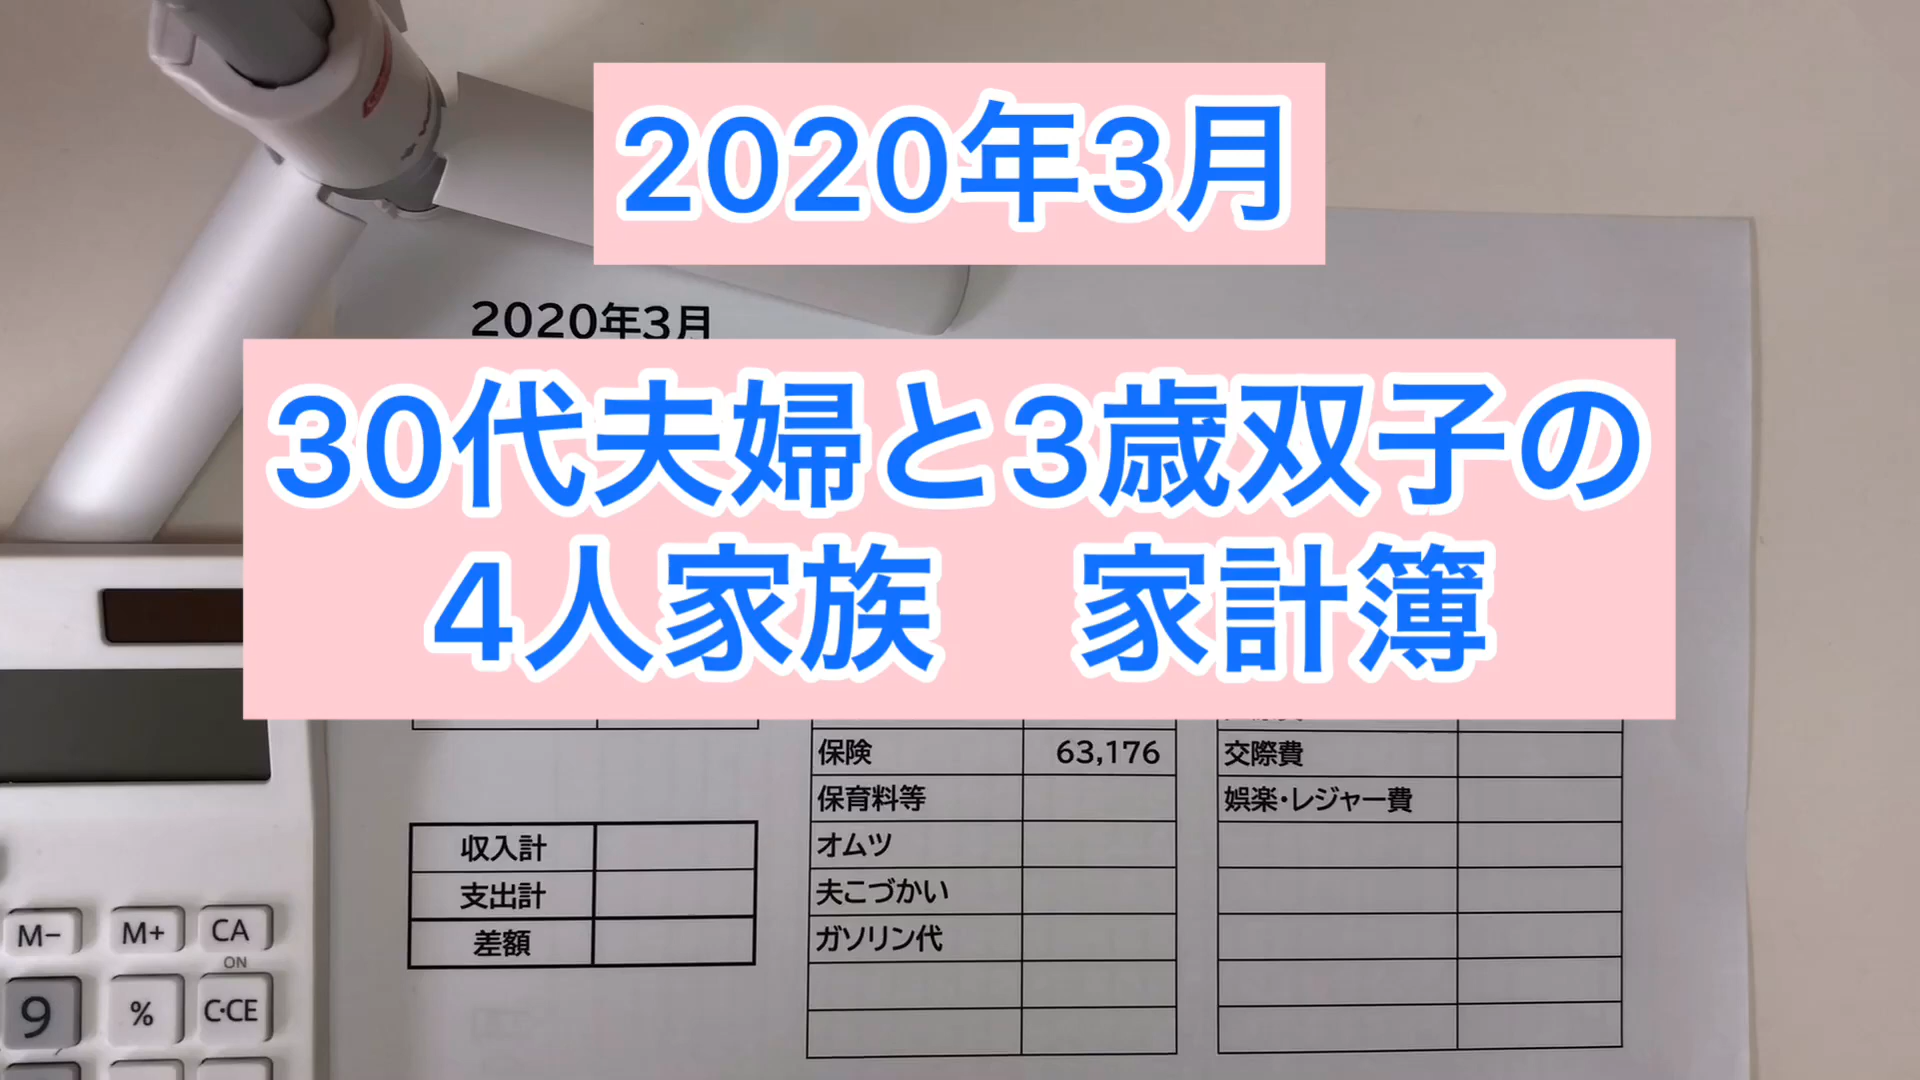 2020年3月
2020年3月
30代夫婦と3歳双子の
4人家族　家計簿
保険 63,176
保育料等
オムツ
夫こづかい
ガソリン代
交際費
娯楽・レジャー費
収入計
支出計
差額
M− M+ CA
ON
9 % C·CE